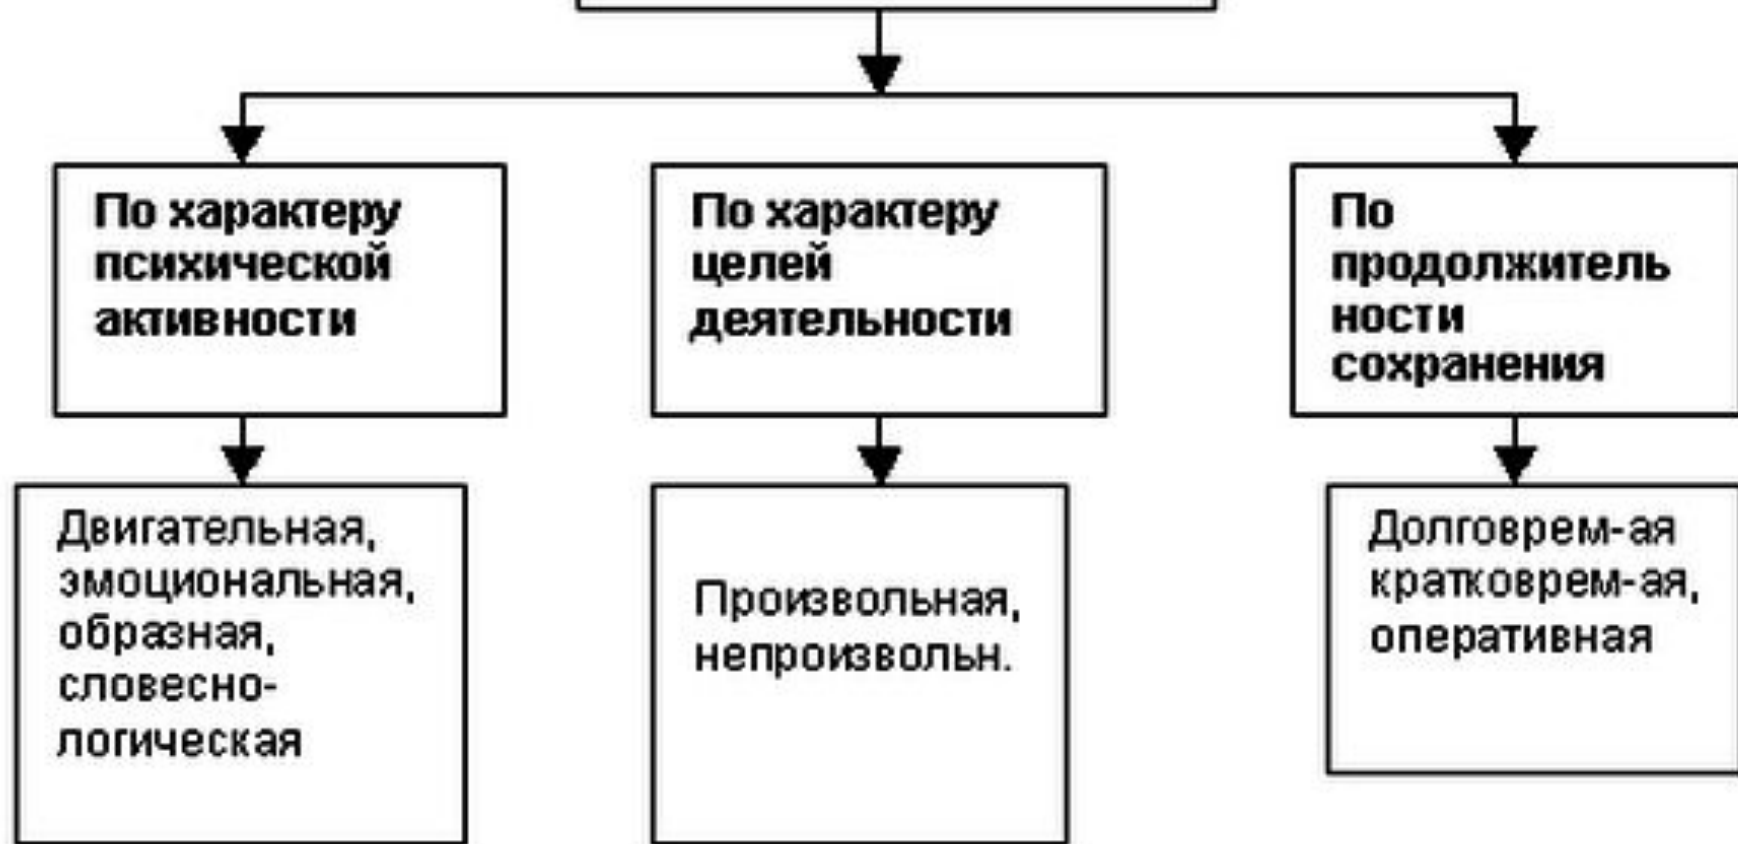 По характеру
психической
активности
По характеру
целей
деятельности
По
продолжитель
ности
сохранения
Двигательная,
эмоциональная,
образная,
словесно-
логическая
Произвольная,
непроизвольн.
Долговрем-ая
кратковрем-ая,
оперативная